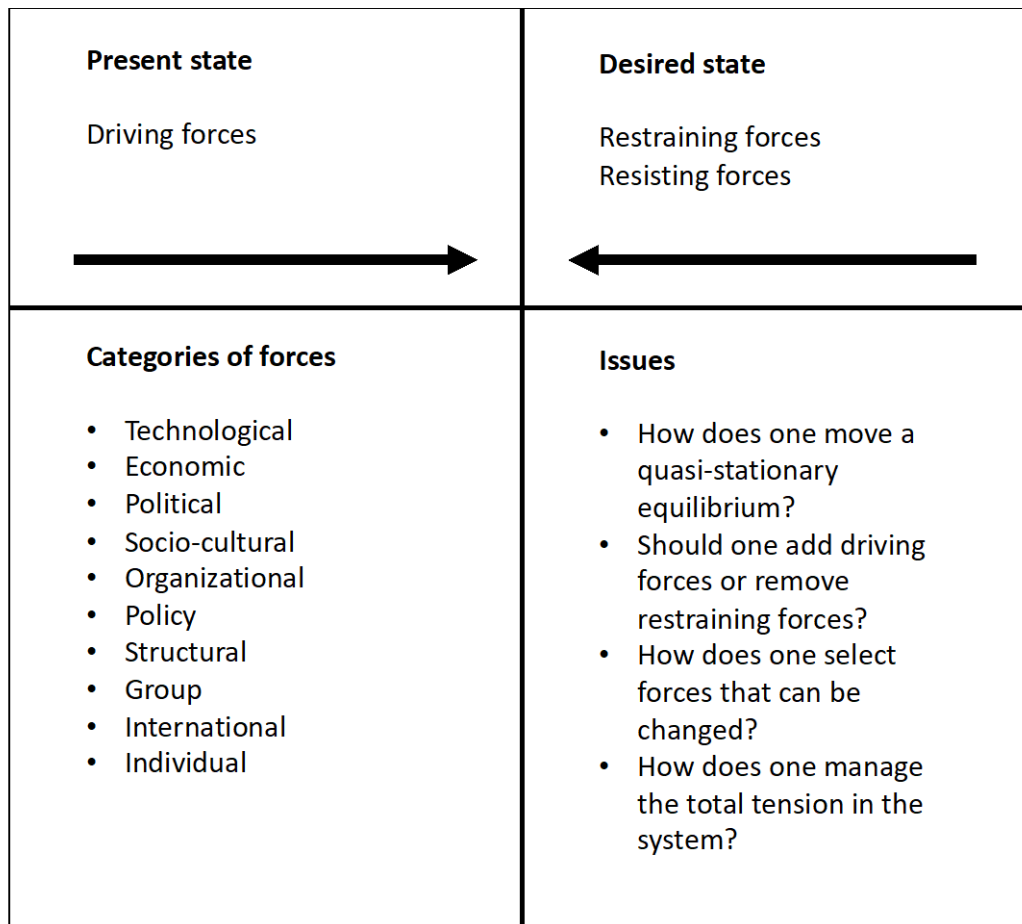 Present state
Driving forces
Desired state
Restraining forces
Resisting forces
Categories of forces
• Technological
• Economic
• Political
• Socio-cultural
• Organizational
• Policy
• Structural
• Group
• International
• Individual
Issues
• How does one move a
quasi-stationary
equilibrium?
• Should one add driving
forces or remove
restraining forces?
• How does one select
forces that can be
changed?
• How does one manage
the total tension in the
system?